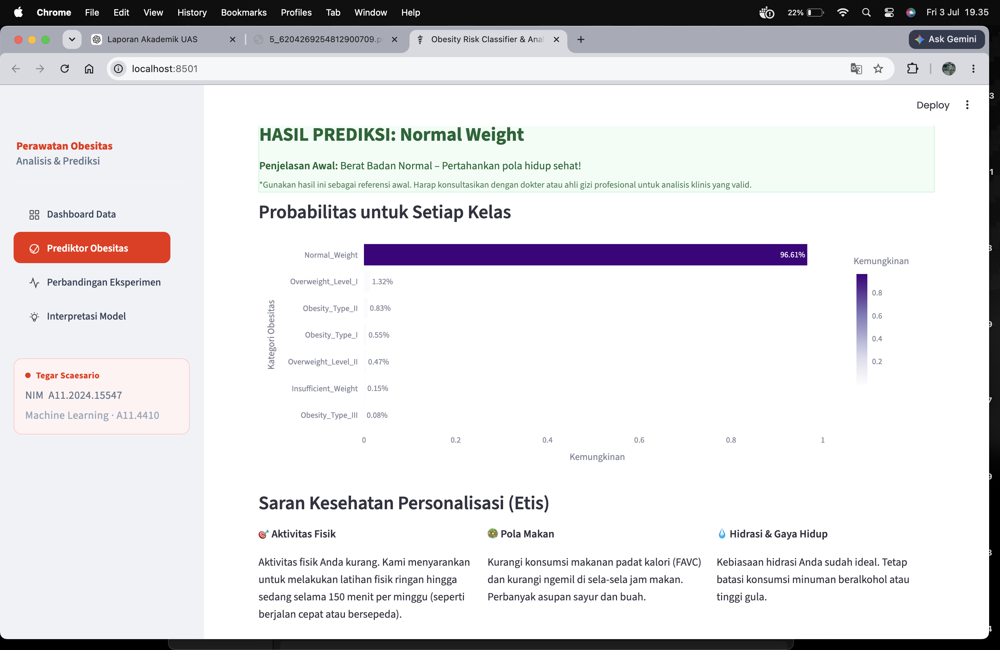 Chrome File Edit View History Bookmarks Profiles Tab Window Help 22% Fri 3 Jul 19.35
Laporan Akademik UAS 5_6204269254812900709.p Obesity Risk Classifier & Anal Ask Gemini
localhost:8501
Deploy
Perawatan Obesitas
Analisis & Prediksi
Dashboard Data
Prediktor Obesitas
Perbandingan Eksperimen
Interpretasi Model
Tegar Scaesario
NIM A11.2024.15547
Machine Learning · A11.4410
HASIL PREDIKSI: Normal Weight
Penjelasan Awal: Berat Badan Normal – Pertahankan pola hidup sehat!
*Gunakan hasil ini sebagai referensi awal. Harap konsultasikan dengan dokter atau ahli gizi profesional untuk analisis klinis yang valid.
Probabilitas untuk Setiap Kelas
Kategori Obesitas
Normal_Weight 96.61%
Overweight_Level_I 1.32%
Obesity_Type_II 0.83%
Obesity_Type_I 0.55%
Overweight_Level_II 0.47%
Insufficient_Weight 0.15%
Obesity_Type_III 0.08%
0 0.2 0.4 0.6 0.8 1
Kemungkinan
Kemungkinan
0.8
0.6
0.4
0.2
Saran Kesehatan Personalisasi (Etis)
Aktivitas Fisik
Aktivitas fisik Anda kurang. Kami menyarankan
untuk melakukan latihan fisik ringan hingga
sedang selama 150 menit per minggu (seperti
berjalan cepat atau bersepeda).
Pola Makan
Kurangi konsumsi makanan padat kalori (FAVC)
dan kurangi ngemil di sela-sela jam makan.
Perbanyak asupan sayur dan buah.
Hidrasi & Gaya Hidup
Kebiasaan hidrasi Anda sudah ideal. Tetap
batasi konsumsi minuman beralkohol atau
tinggi gula.